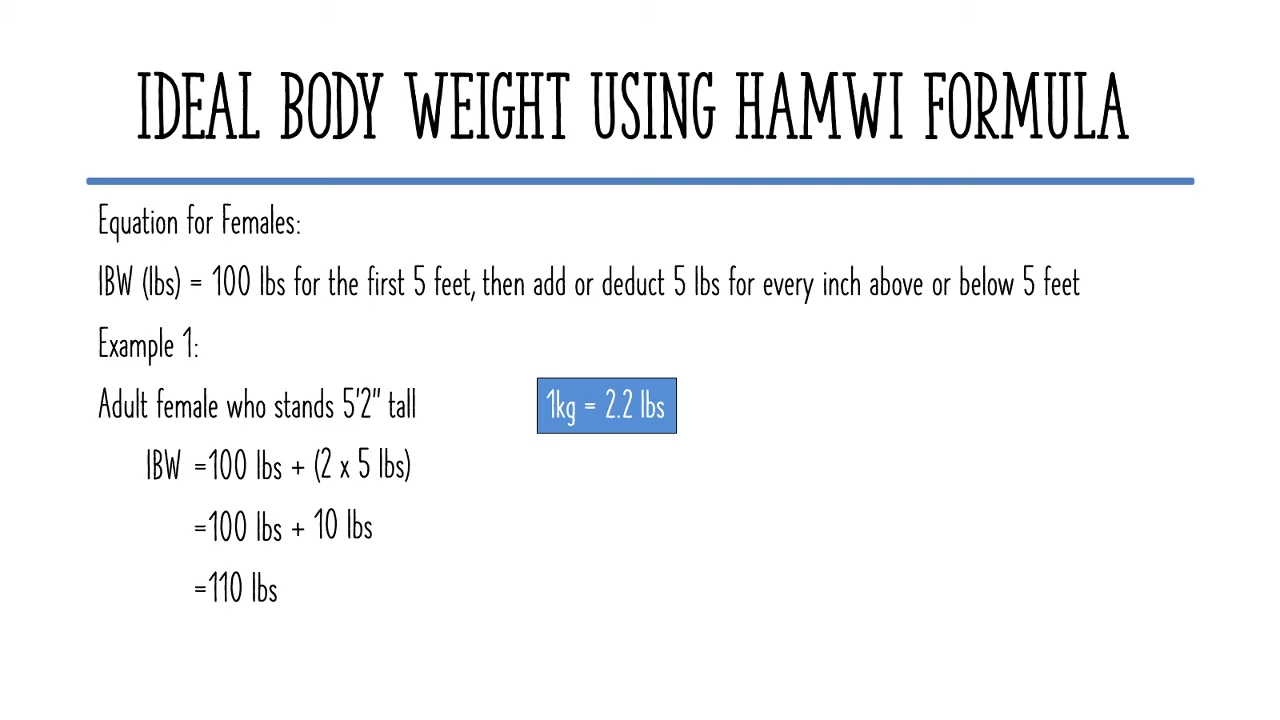 IDEAL BODY WEIGHT USING HAMWI FORMULA
Equation for Females:
IBW (lbs) = 100 lbs for the first 5 feet, then add or deduct 5 lbs for every inch above or below 5 feet
Example 1:
Adult female who stands 5'2" tall
1kg = 2.2 lbs
IBW =100 lbs + (2 x 5 lbs)
=100 lbs + 10 lbs
=110 lbs